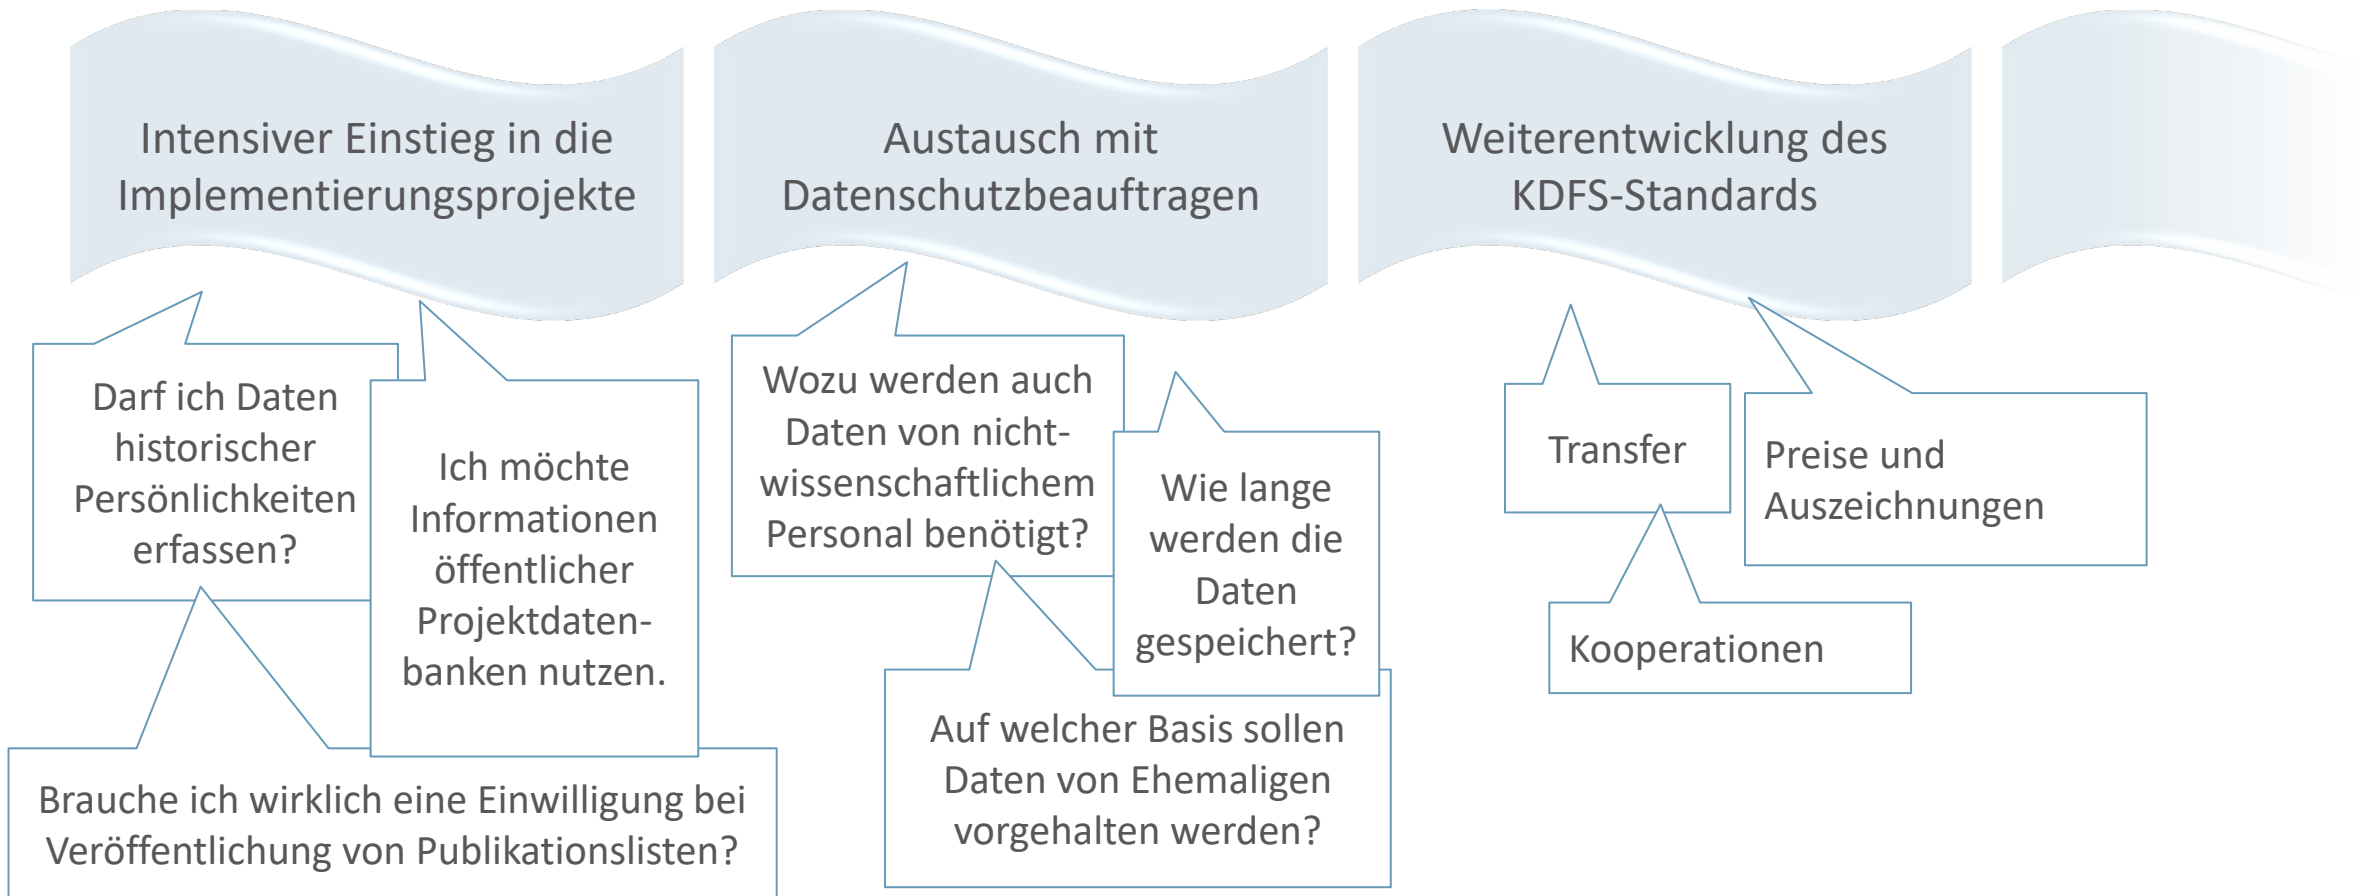 Intensiver Einstieg in die
Implementierungsprojekte
Austausch mit
Datenschutzbeauftragen
Weiterentwicklung des
KDFS-Standards
Darf ich Daten
historischer
Persönlichkeiten
erfassen?
Ich möchte
Informationen
öffentlicher
Projektdaten-
banken nutzen.
Brauche ich wirklich eine Einwilligung bei
Veröffentlichung von Publikationslisten?
Wozu werden auch
Daten von nicht-
wissenschaftlichem
Personal benötigt?
Wie lange
werden die
Daten
gespeichert?
Auf welcher Basis sollen
Daten von Ehemaligen
vorgehalten werden?
Transfer
Preise und
Auszeichnungen
Kooperationen